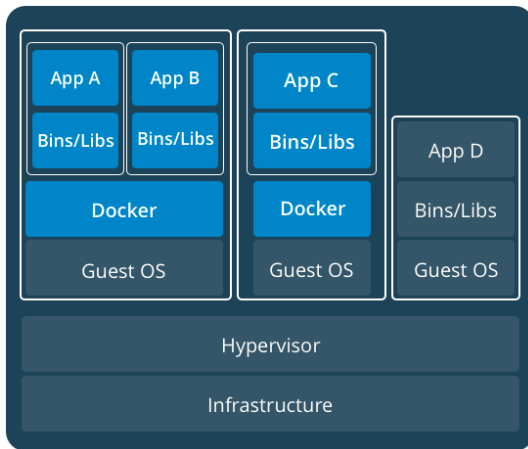 App A
Bins/Libs
App B
Bins/Libs
Docker
Guest OS
App C
Bins/Libs
Docker
Guest OS
App D
Bins/Libs
Guest OS
Hypervisor
Infrastructure